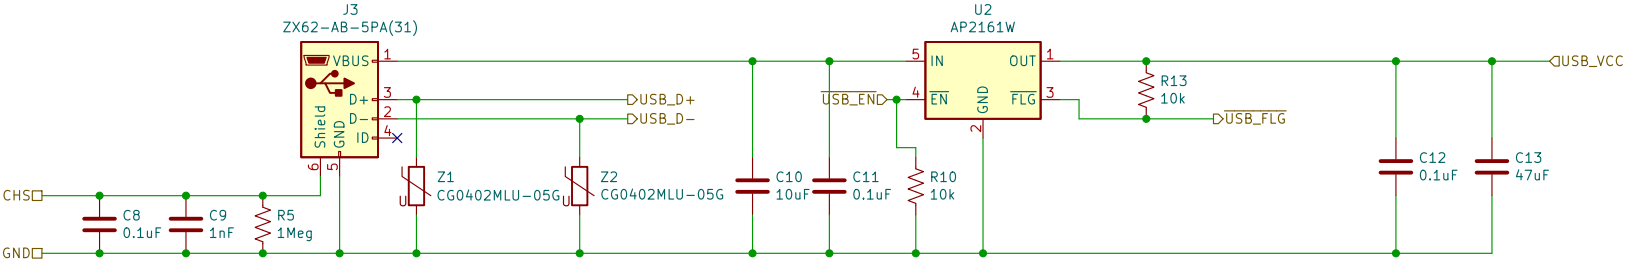 J3
ZX62-AB-5PA(31)
VBUS 1
D+ 3
D- 2
ID 4
Shield
GND
6 5
USB_D+
USB_D-
U2
AP2161W
5 IN
4 EN
OUT 1
FLG 3
GND
2
USB_EN
USB_VCC
R13
10k
USB_FLG
CHS
GND
C8
0.1uF
C9
1nF
R5
1Meg
U
Z1
CG0402MLU-05G
U
Z2
CG0402MLU-05G
C10
10uF
C11
0.1uF
R10
10k
C12
0.1uF
C13
47uF